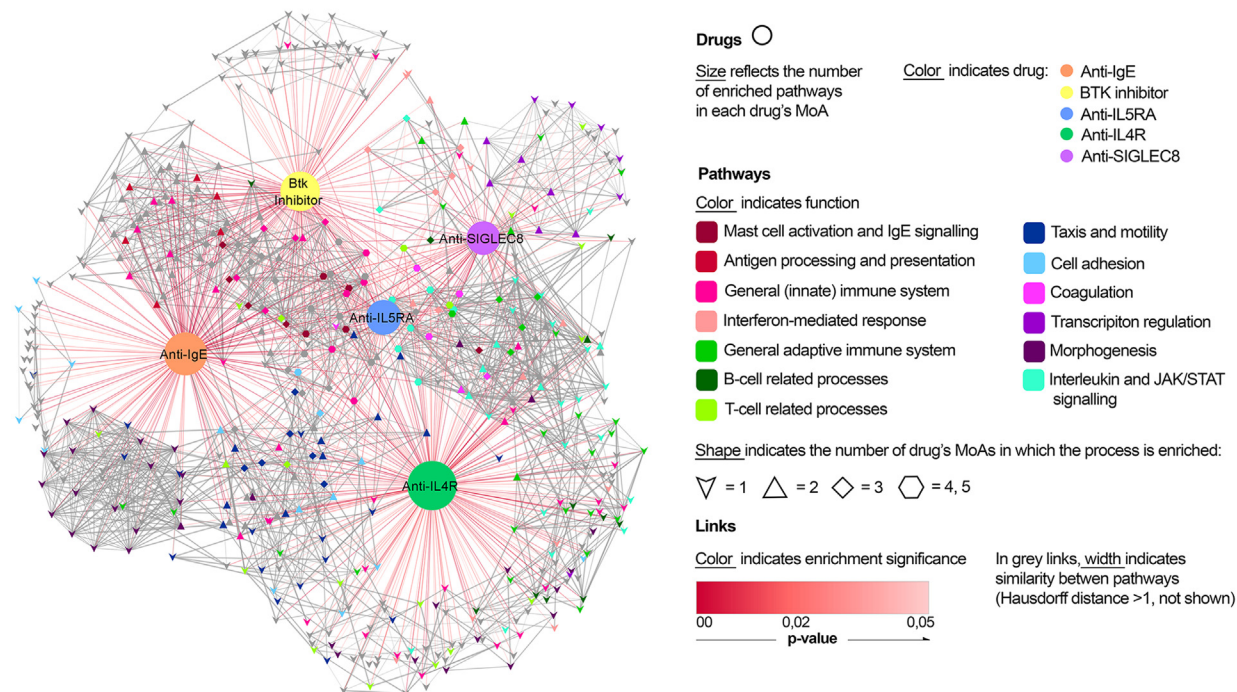 Btk
Inhibitor
Anti-SIGLEC8
Anti-IL5RA
Anti-IgE
Anti-IL4R
Drugs
Size reflects the number
of enriched pathways
in each drug's MoA
Color indicates drug:
Anti-IgE
BTK inhibitor
Anti-IL5RA
Anti-IL4R
Anti-SIGLEC8
Pathways
Color indicates function
Mast cell activation and IgE signalling
Antigen processing and presentation
General (innate) immune system
Interferon-mediated response
General adaptive immune system
B-cell related processes
T-cell related processes
Taxis and motility
Cell adhesion
Coagulation
Transcripiton regulation
Morphogenesis
Interleukin and JAK/STAT
signalling
Shape indicates the number of drug's MoAs in which the process is enriched:
= 1 = 2 = 3 = 4, 5
Links
Color indicates enrichment significance
00 0,02 0,05
p-value
In grey links, width indicates
similarity betwen pathways
(Hausdorff distance >1, not shown)